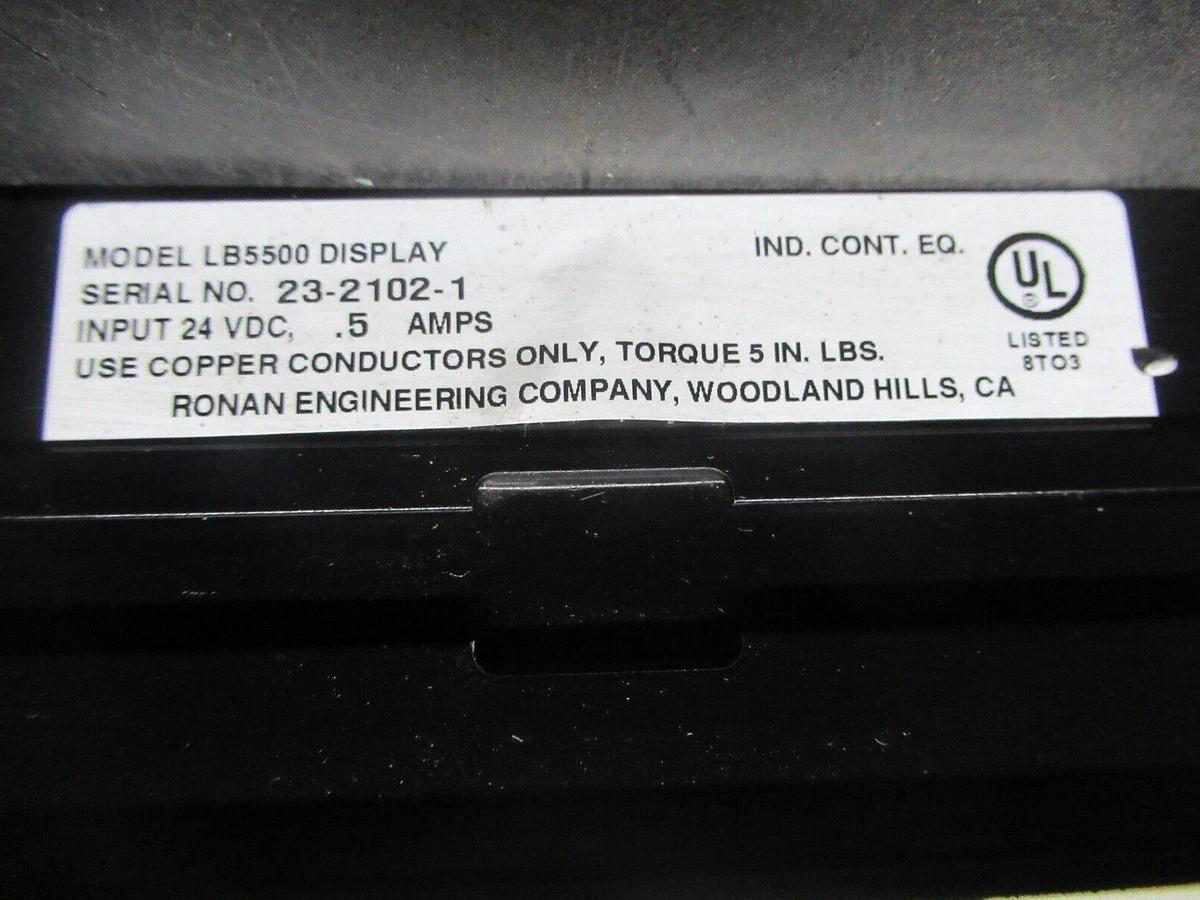 MODEL LB5500 DISPLAY
SERIAL NO. 23-2102-1
INPUT 24 VDC, .5 AMPS
USE COPPER CONDUCTORS ONLY, TORQUE 5 IN. LBS.
RONAN ENGINEERING COMPANY, WOODLAND HILLS, CA
IND. CONT. EQ.
UL
®
LISTED
8TO3